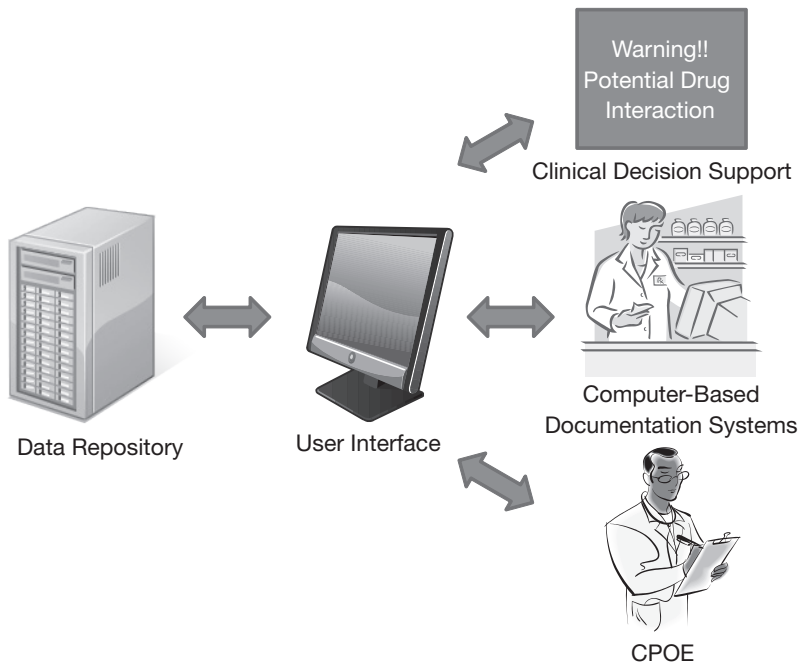 Warning!!
Potential Drug
Interaction
Clinical Decision Support
Data Repository
User Interface
Computer-Based
Documentation Systems
CPOE